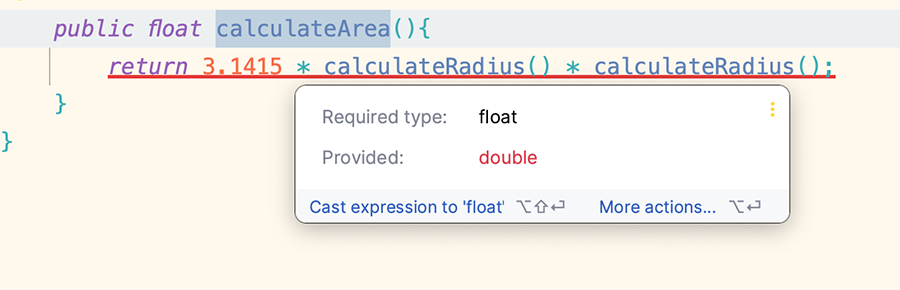 public float calculateArea(){
return 3.1415 * calculateRadius() * calculateRadius();
}
}
Required type: float
Provided: double
Cast expression to 'float' ⌥⇧⏎ More actions... ⌥⏎